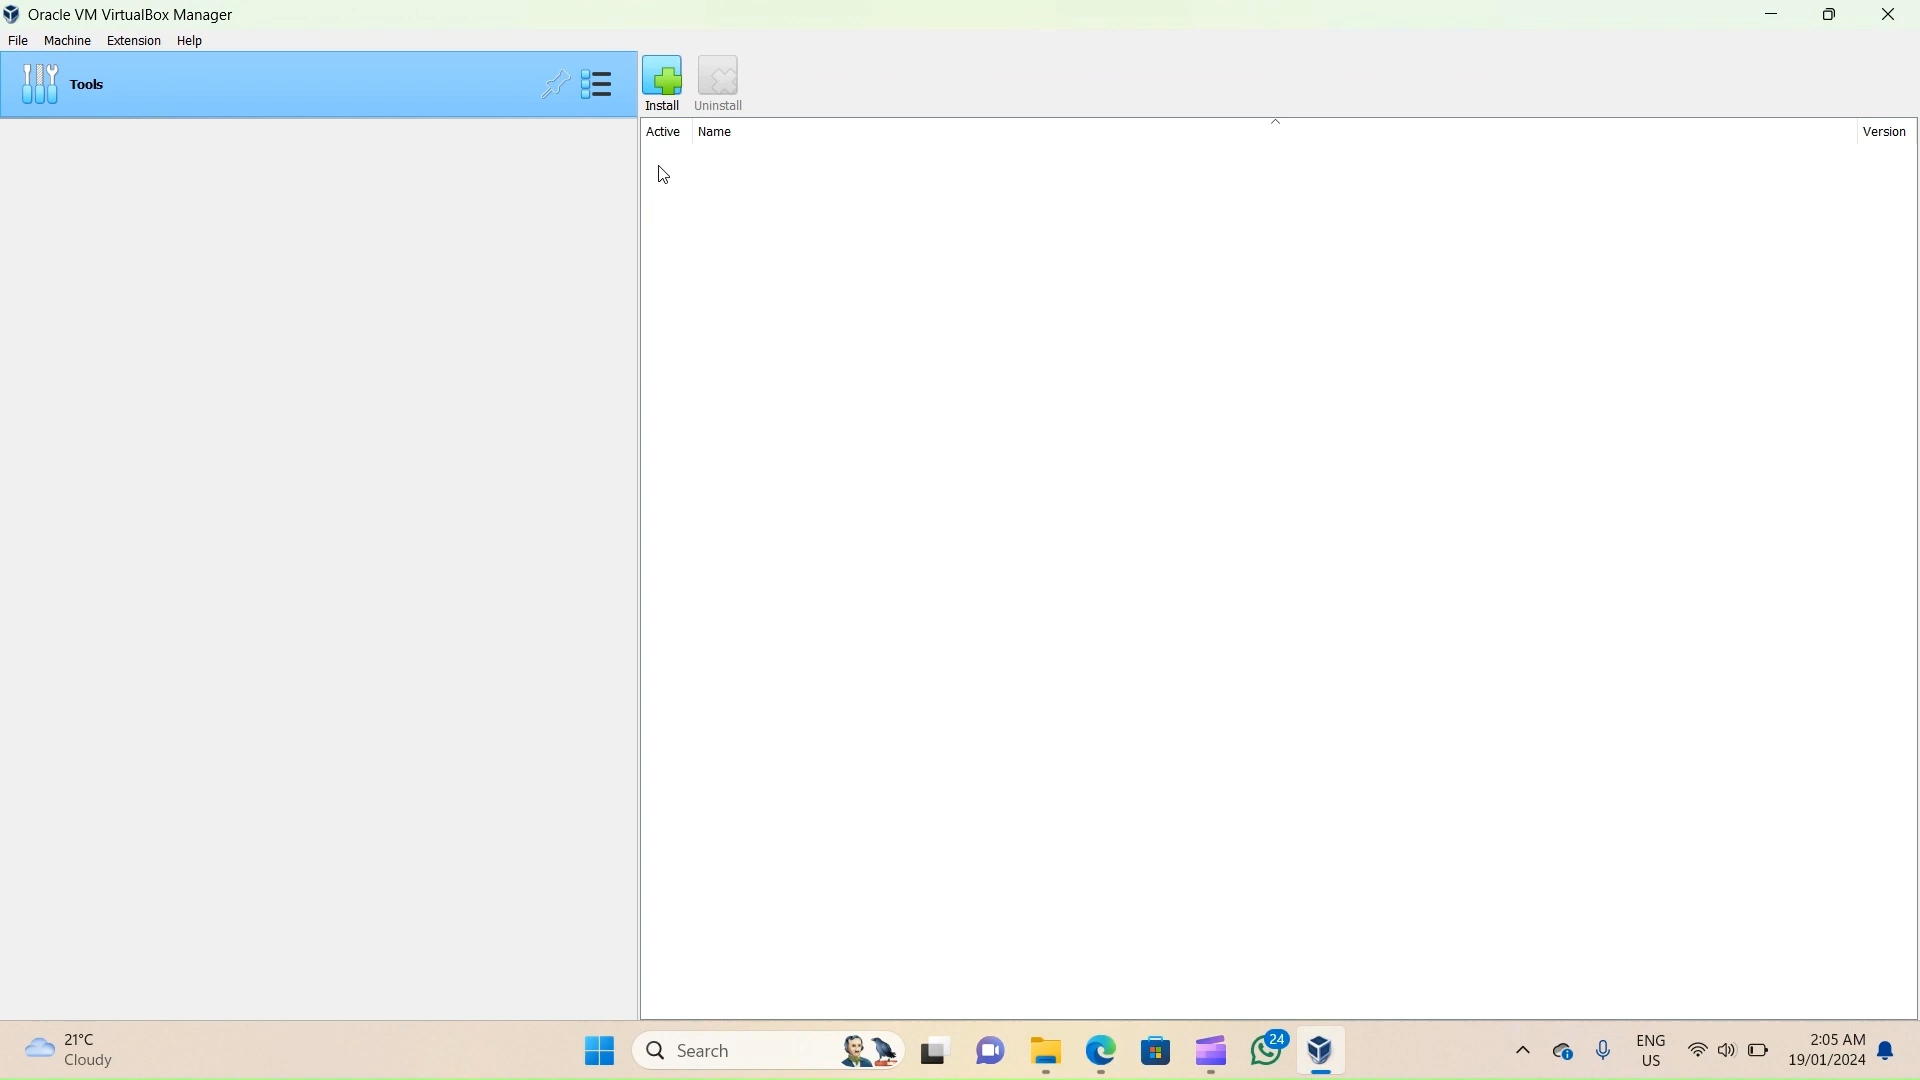 Oracle VM VirtualBox Manager
File Machine Extension Help
Tools
Install Uninstall
Active Name Version
21°C
Cloudy
Search
24
ENG
US
2:05 AM
19/01/2024